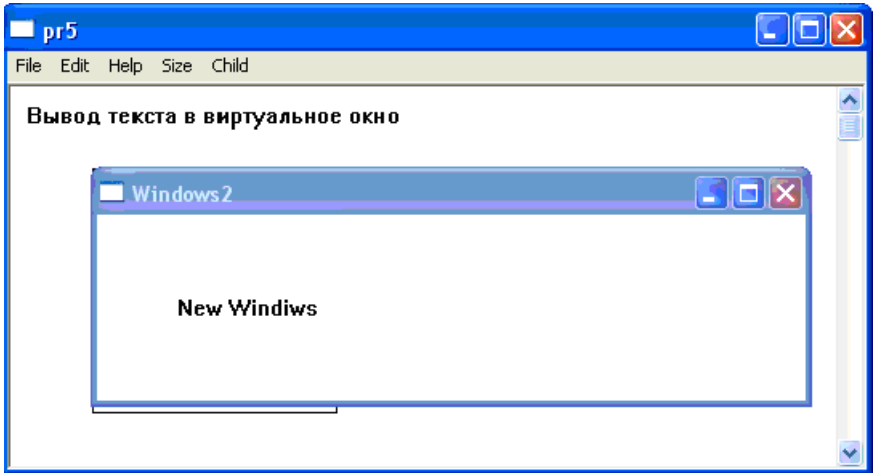 pr5
File Edit Help Size Child
Вывод текста в виртуальное окно
Windows2
New Windiws